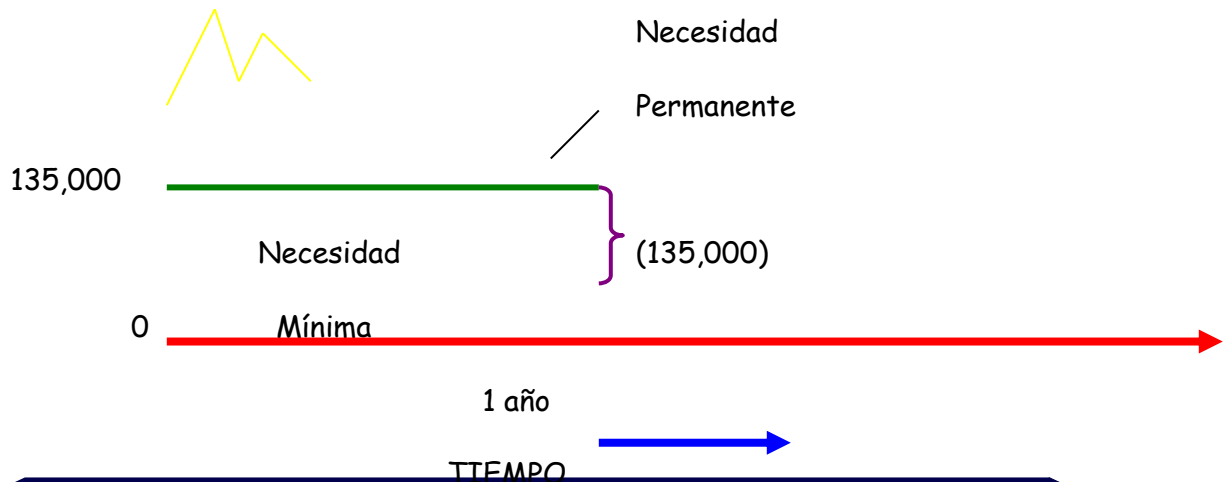 Necesidad
Permanente
135,000
Necesidad
(135,000)
0
Mínima
1 año
TIEMPO